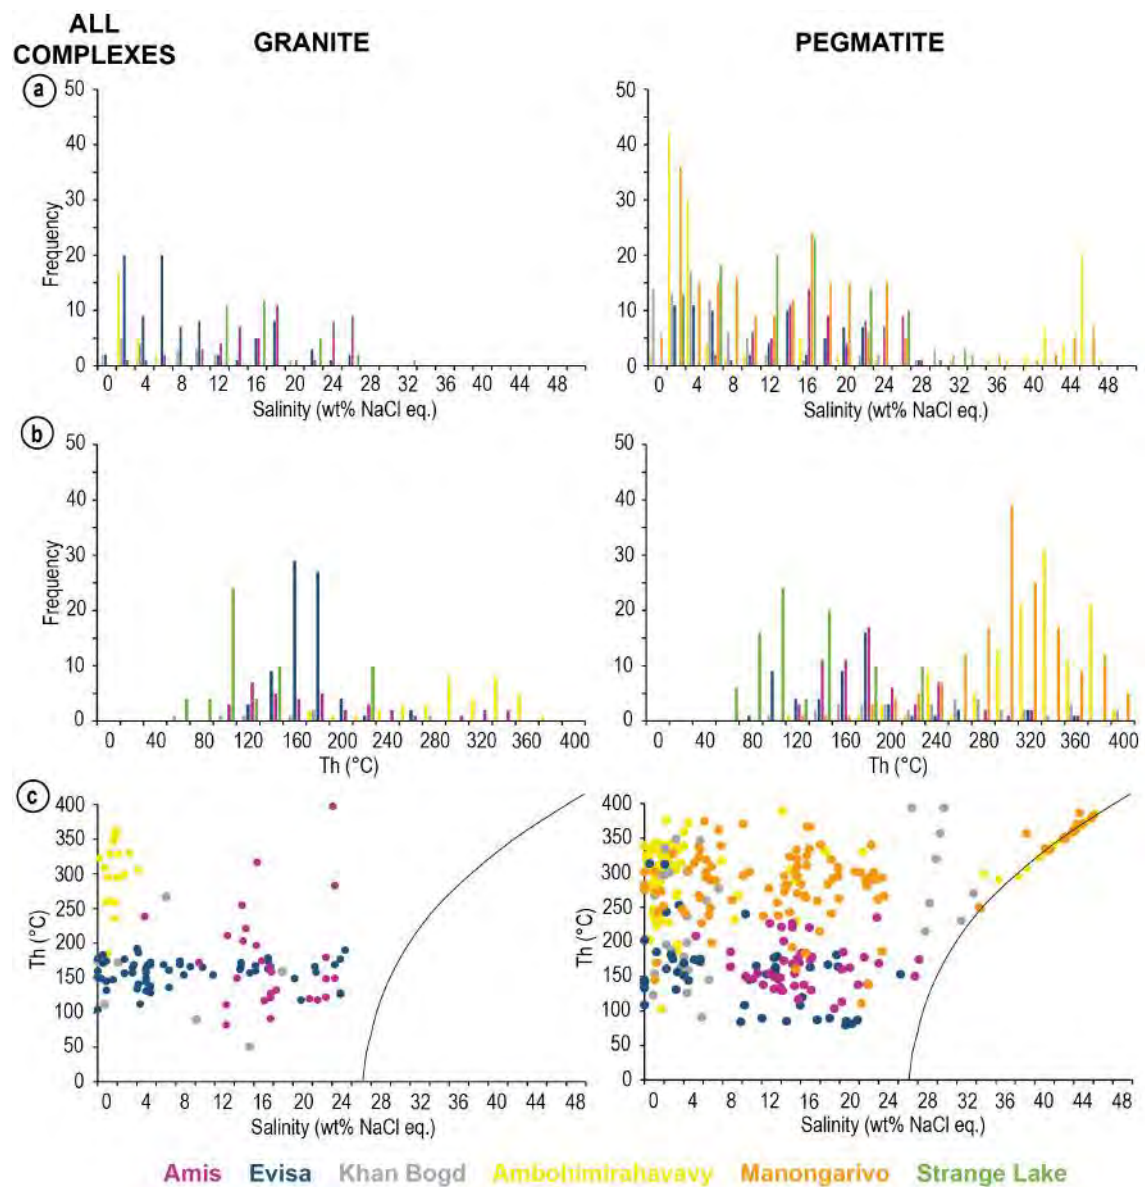 ALL
COMPLEXES
GRANITE
PEGMATITE
a
50
40
30
20
10
0
Frequency
0 4 8 12 16 20 24 28 32 36 40 44 48
Salinity (wt% NaCl eq.)
50
40
30
20
10
0
0 4 8 12 16 20 24 28 32 36 40 44 48
Salinity (wt% NaCl eq.)
b
50
40
30
20
10
0
Frequency
0 40 80 120 160 200 240 280 320 360 400
Th (°C)
50
40
30
20
10
0
0 40 80 120 160 200 240 280 320 360 400
Th (°C)
c
400
350
300
250
200
150
100
50
0
Th (°C)
0 4 8 12 16 20 24 28 32 36 40 44 48
Salinity (wt% NaCl eq.)
400
350
300
250
200
150
100
50
0
Th (°C)
0 4 8 12 16 20 24 28 32 36 40 44 48
Salinity (wt% NaCl eq.)
Amis Evisa Khan Bogd Ambohimirahavavy Manongarivo Strange Lake